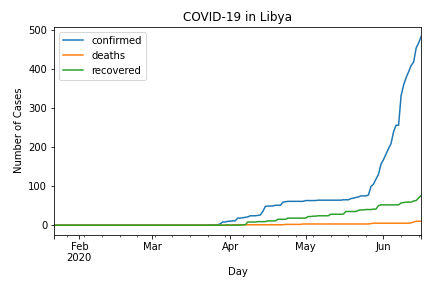 COVID-19 in Libya
confirmed
deaths
recovered
Number of Cases
500
400
300
200
100
0
Feb
2020
Mar
Apr
May
Jun
Day